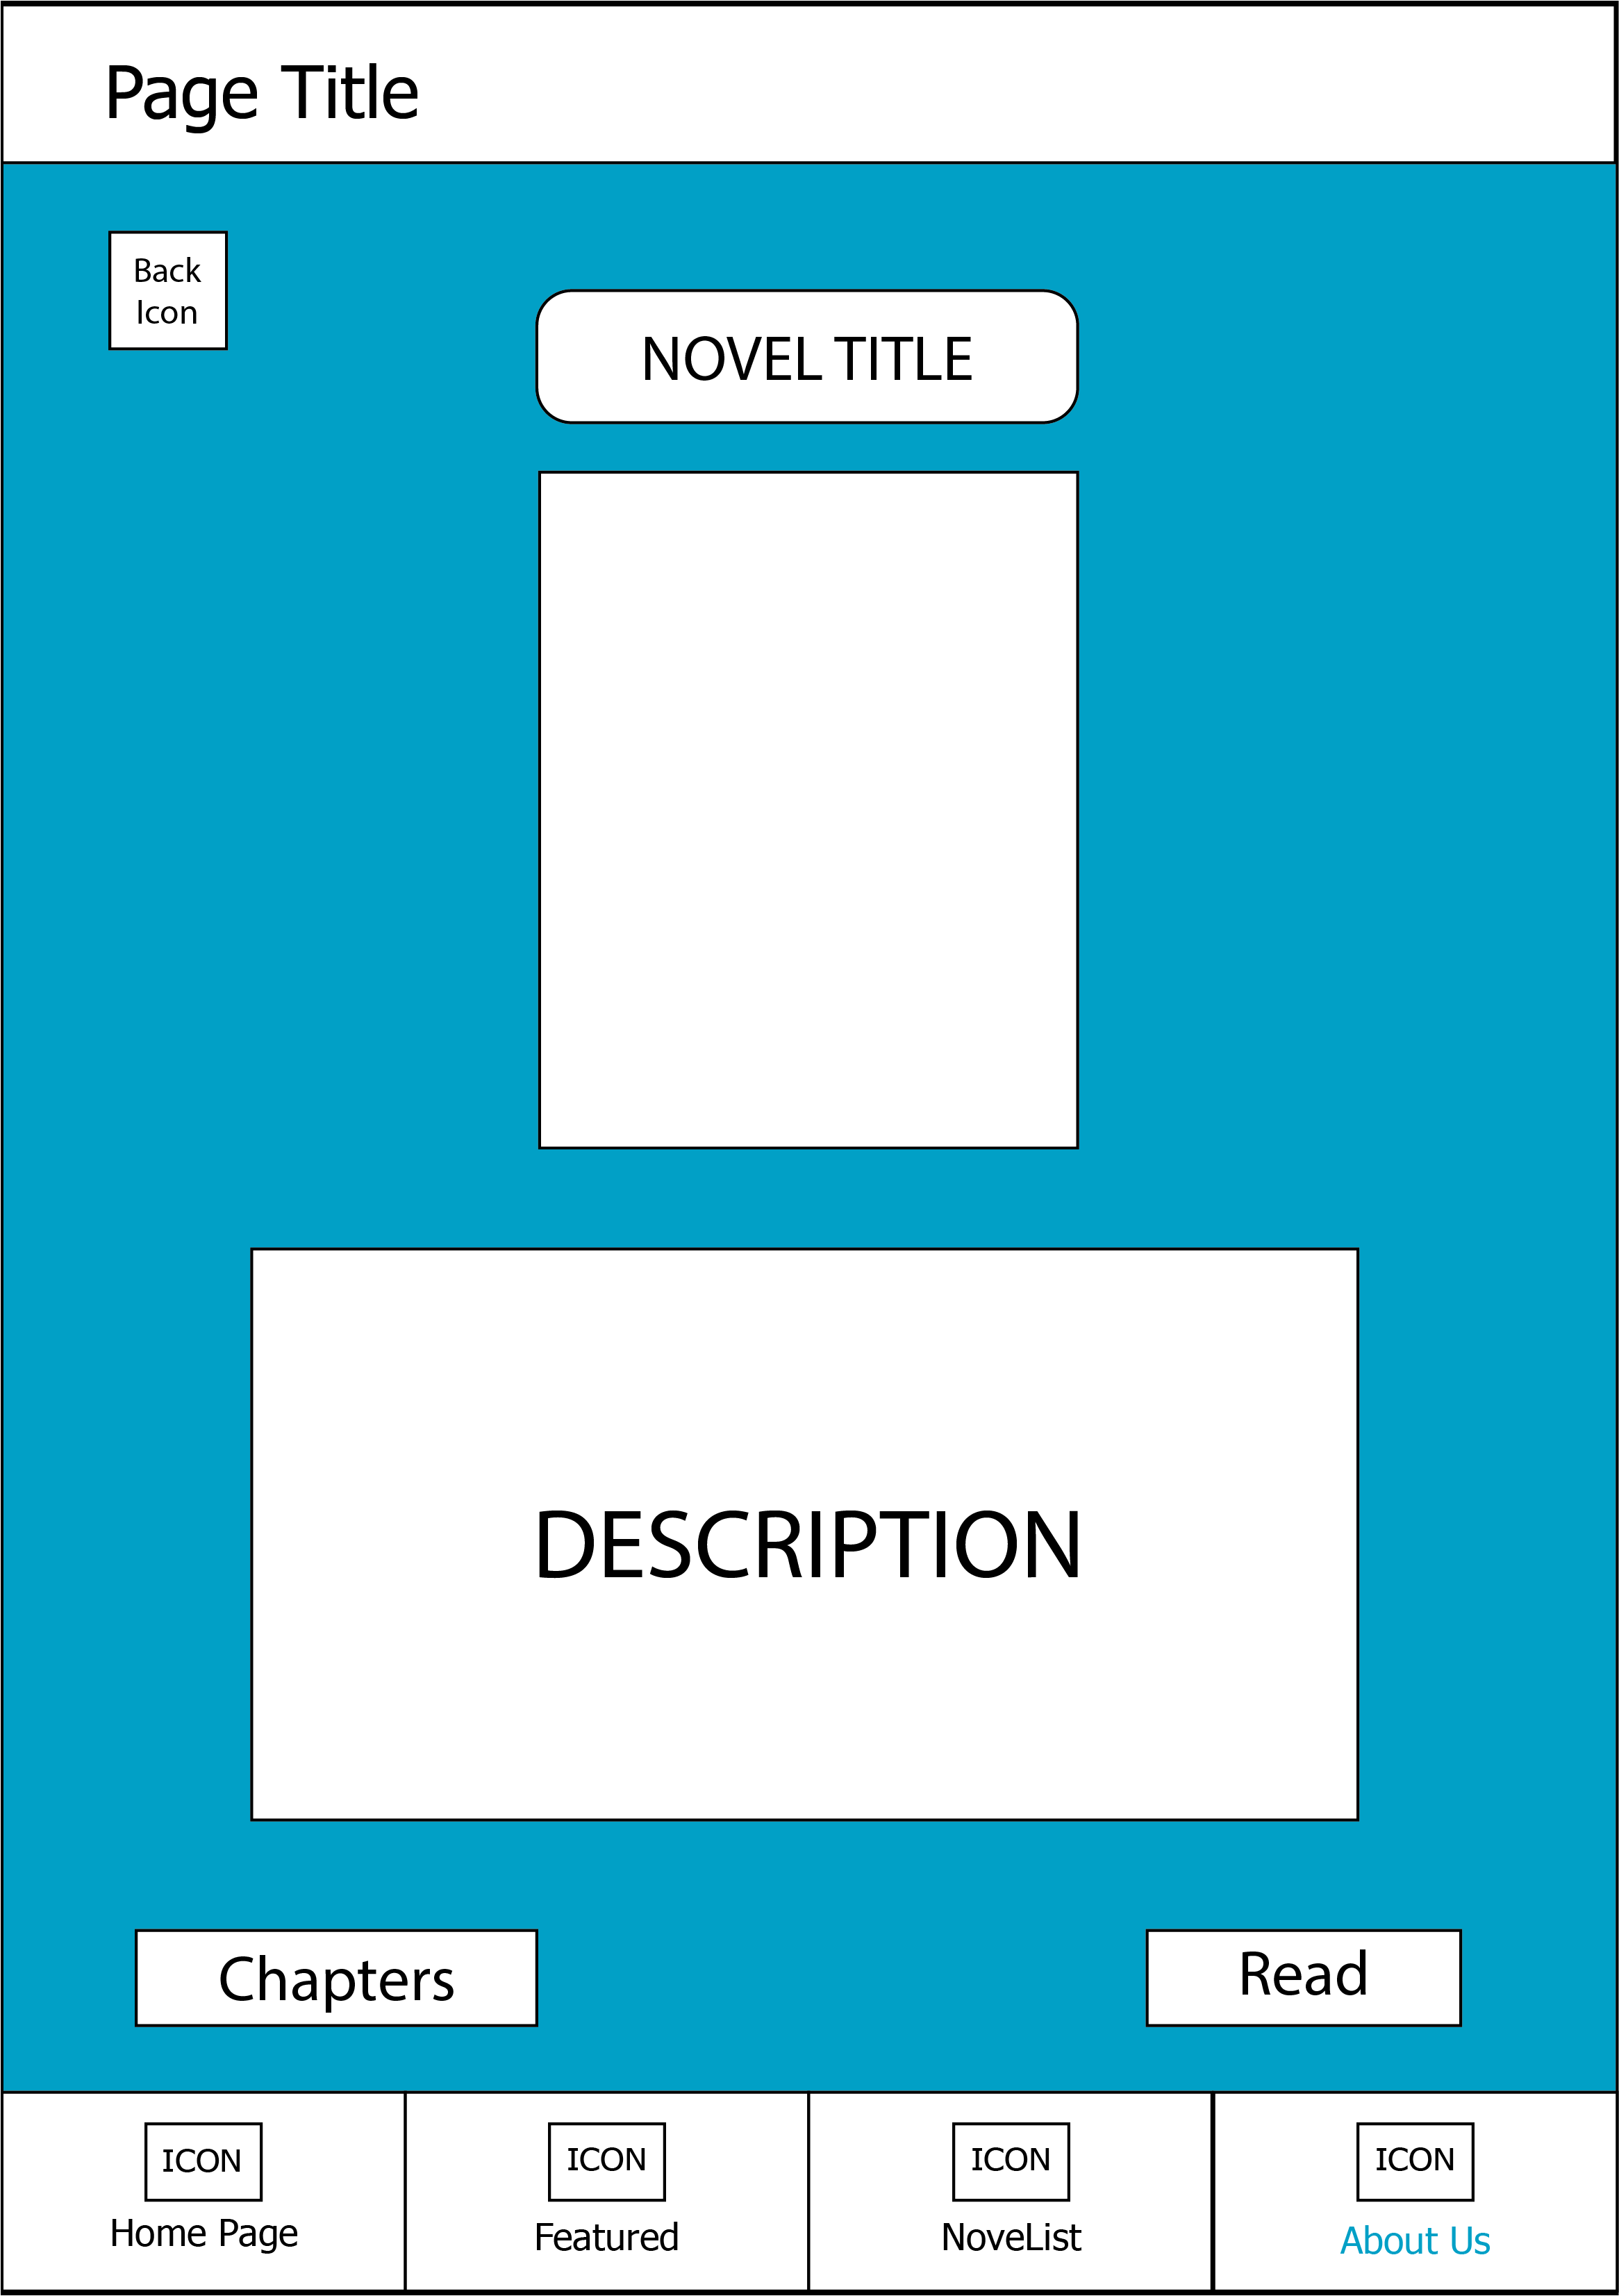 Page Title
Back
Icon
NOVEL TITLE
DESCRIPTION
Chapters
Read
ICON
Home Page
ICON
Featured
ICON
NoveList
ICON
About Us